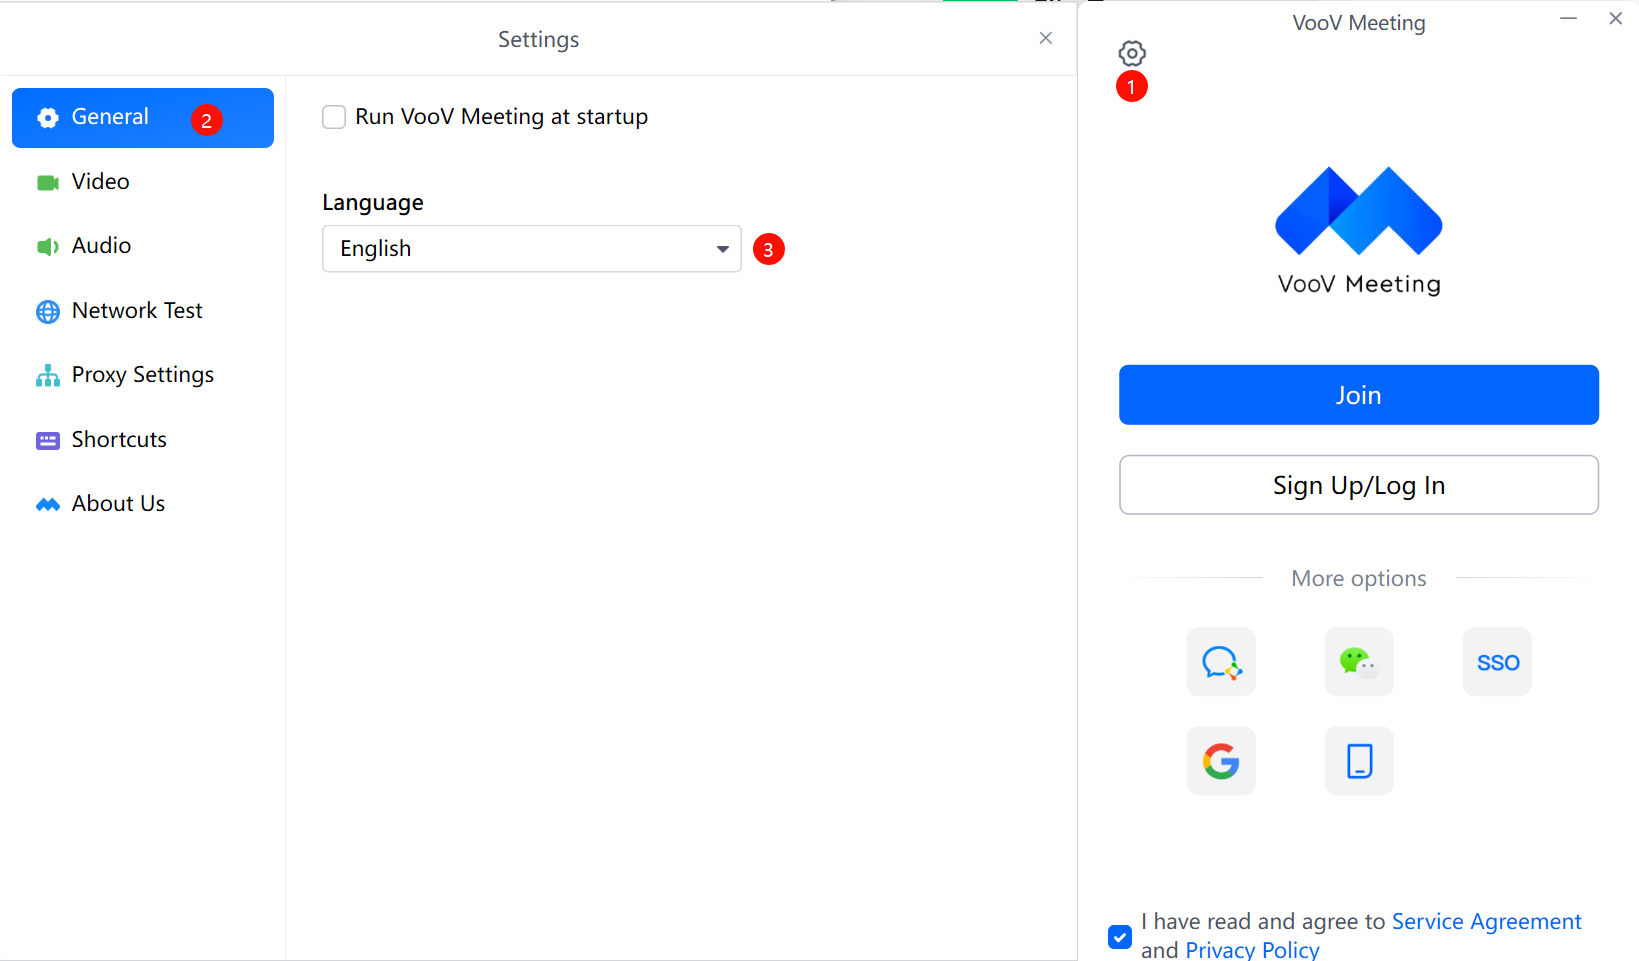 Settings
General 2
Video
Audio
Network Test
Proxy Settings
Shortcuts
About Us
Run VooV Meeting at startup
Language
English 3
VooV Meeting
1
VooV Meeting
Join
Sign Up/Log In
More options
SSO
I have read and agree to Service Agreement
and Privacy Policy